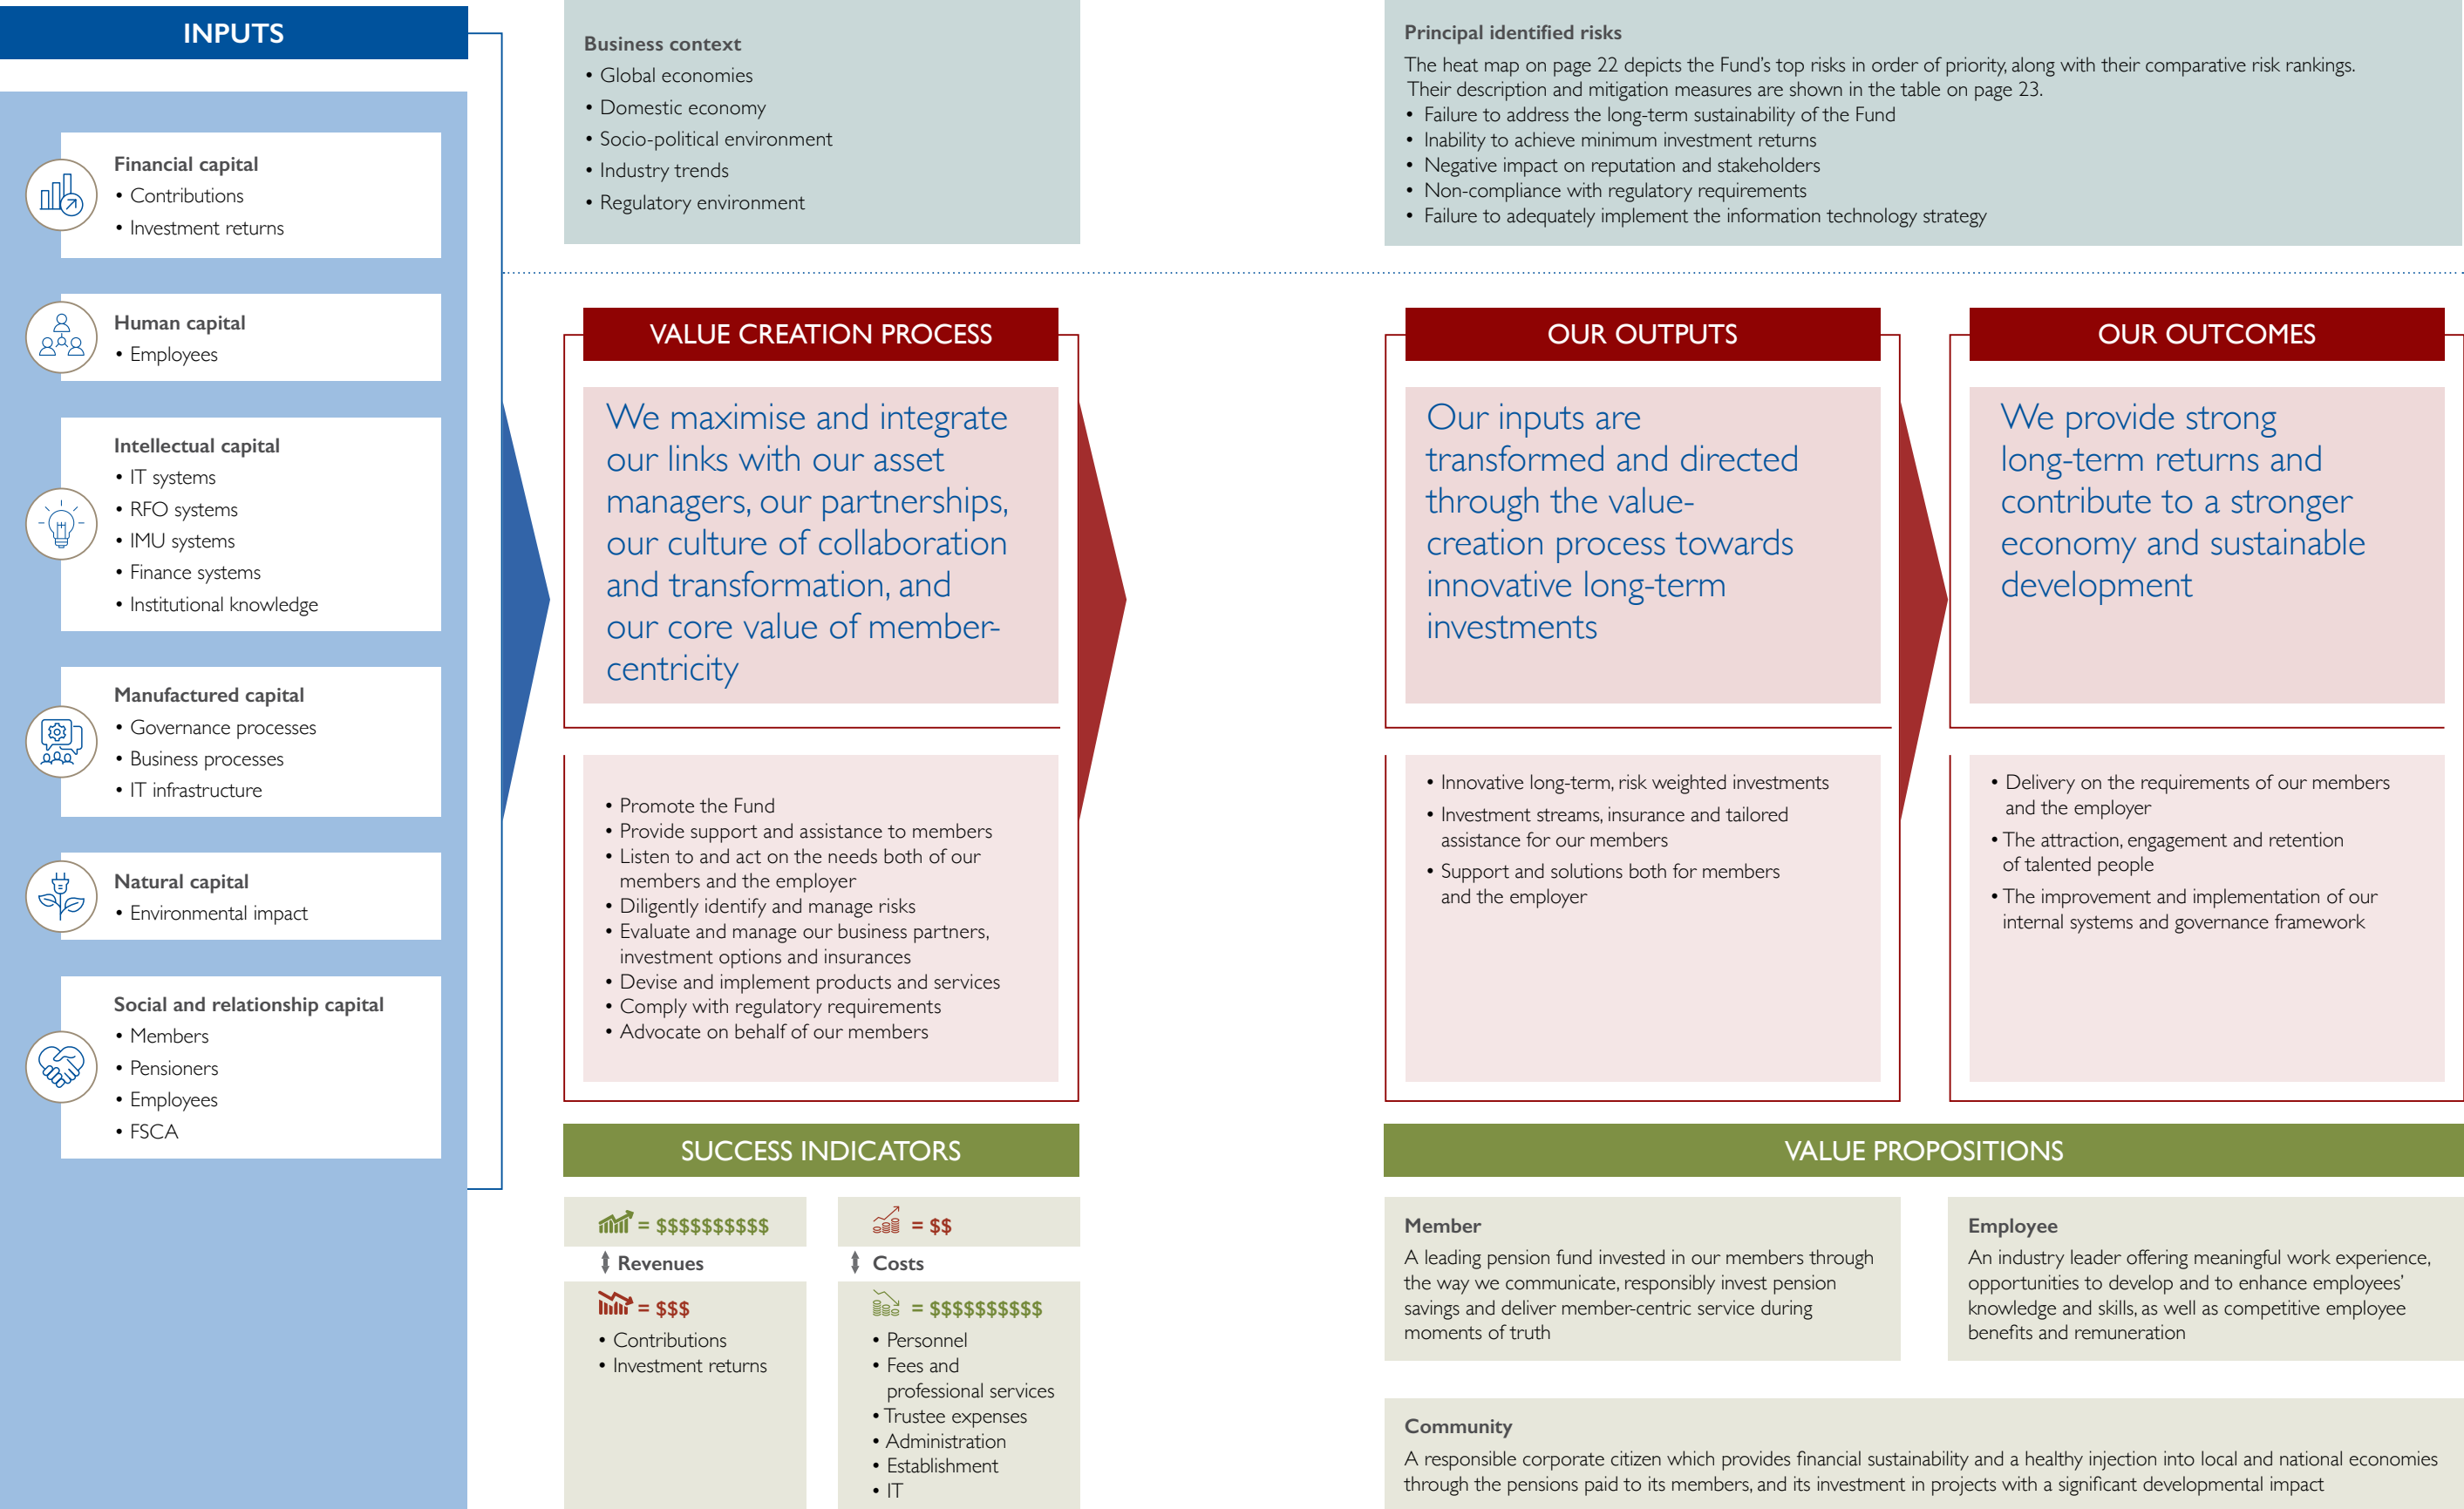 INPUTS
Financial capital
• Contributions
• Investment returns
Human capital
• Employees
Intellectual capital
• IT systems
• RFO systems
• IMU systems
• Finance systems
• Institutional knowledge
Manufactured capital
• Governance processes
• Business processes
• IT infrastructure
Natural capital
• Environmental impact
Social and relationship capital
• Members
• Pensioners
• Employees
• FSCA
Business context
• Global economies
• Domestic economy
• Socio-political environment
• Industry trends
• Regulatory environment
Principal identified risks
The heat map on page 22 depicts the Fund's top risks in order of priority, along with their comparative risk rankings.
Their description and mitigation measures are shown in the table on page 23.
• Failure to address the long-term sustainability of the Fund
• Inability to achieve minimum investment returns
• Negative impact on reputation and stakeholders
• Non-compliance with regulatory requirements
• Failure to adequately implement the information technology strategy
VALUE CREATION PROCESS
We maximise and integrate
our links with our asset
managers, our partnerships,
our culture of collaboration
and transformation, and
our core value of member-
centricity
• Promote the Fund
• Provide support and assistance to members
• Listen to and act on the needs both of our
members and the employer
• Diligently identify and manage risks
• Evaluate and manage our business partners,
investment options and insurances
• Devise and implement products and services
• Comply with regulatory requirements
• Advocate on behalf of our members
OUR OUTPUTS
Our inputs are
transformed and directed
through the value-
creation process towards
innovative long-term
investments
• Innovative long-term, risk weighted investments
• Investment streams, insurance and tailored
assistance for our members
• Support and solutions both for members
and the employer
OUR OUTCOMES
We provide strong
long-term returns and
contribute to a stronger
economy and sustainable
development
• Delivery on the requirements of our members
and the employer
• The attraction, engagement and retention
of talented people
• The improvement and implementation of our
internal systems and governance framework
SUCCESS INDICATORS
= $$$$$$$$$$
Revenues
= $$$
• Contributions
• Investment returns
= $$
Costs
= $$$$$$$$$$
• Personnel
• Fees and
professional services
• Trustee expenses
• Administration
• Establishment
• IT
VALUE PROPOSITIONS
Member
A leading pension fund invested in our members through
the way we communicate, responsibly invest pension
savings and deliver member-centric service during
moments of truth
Employee
An industry leader offering meaningful work experience,
opportunities to develop and to enhance employees'
knowledge and skills, as well as competitive employee
benefits and remuneration
Community
A responsible corporate citizen which provides financial sustainability and a healthy injection into local and national economies
through the pensions paid to its members, and its investment in projects with a significant developmental impact